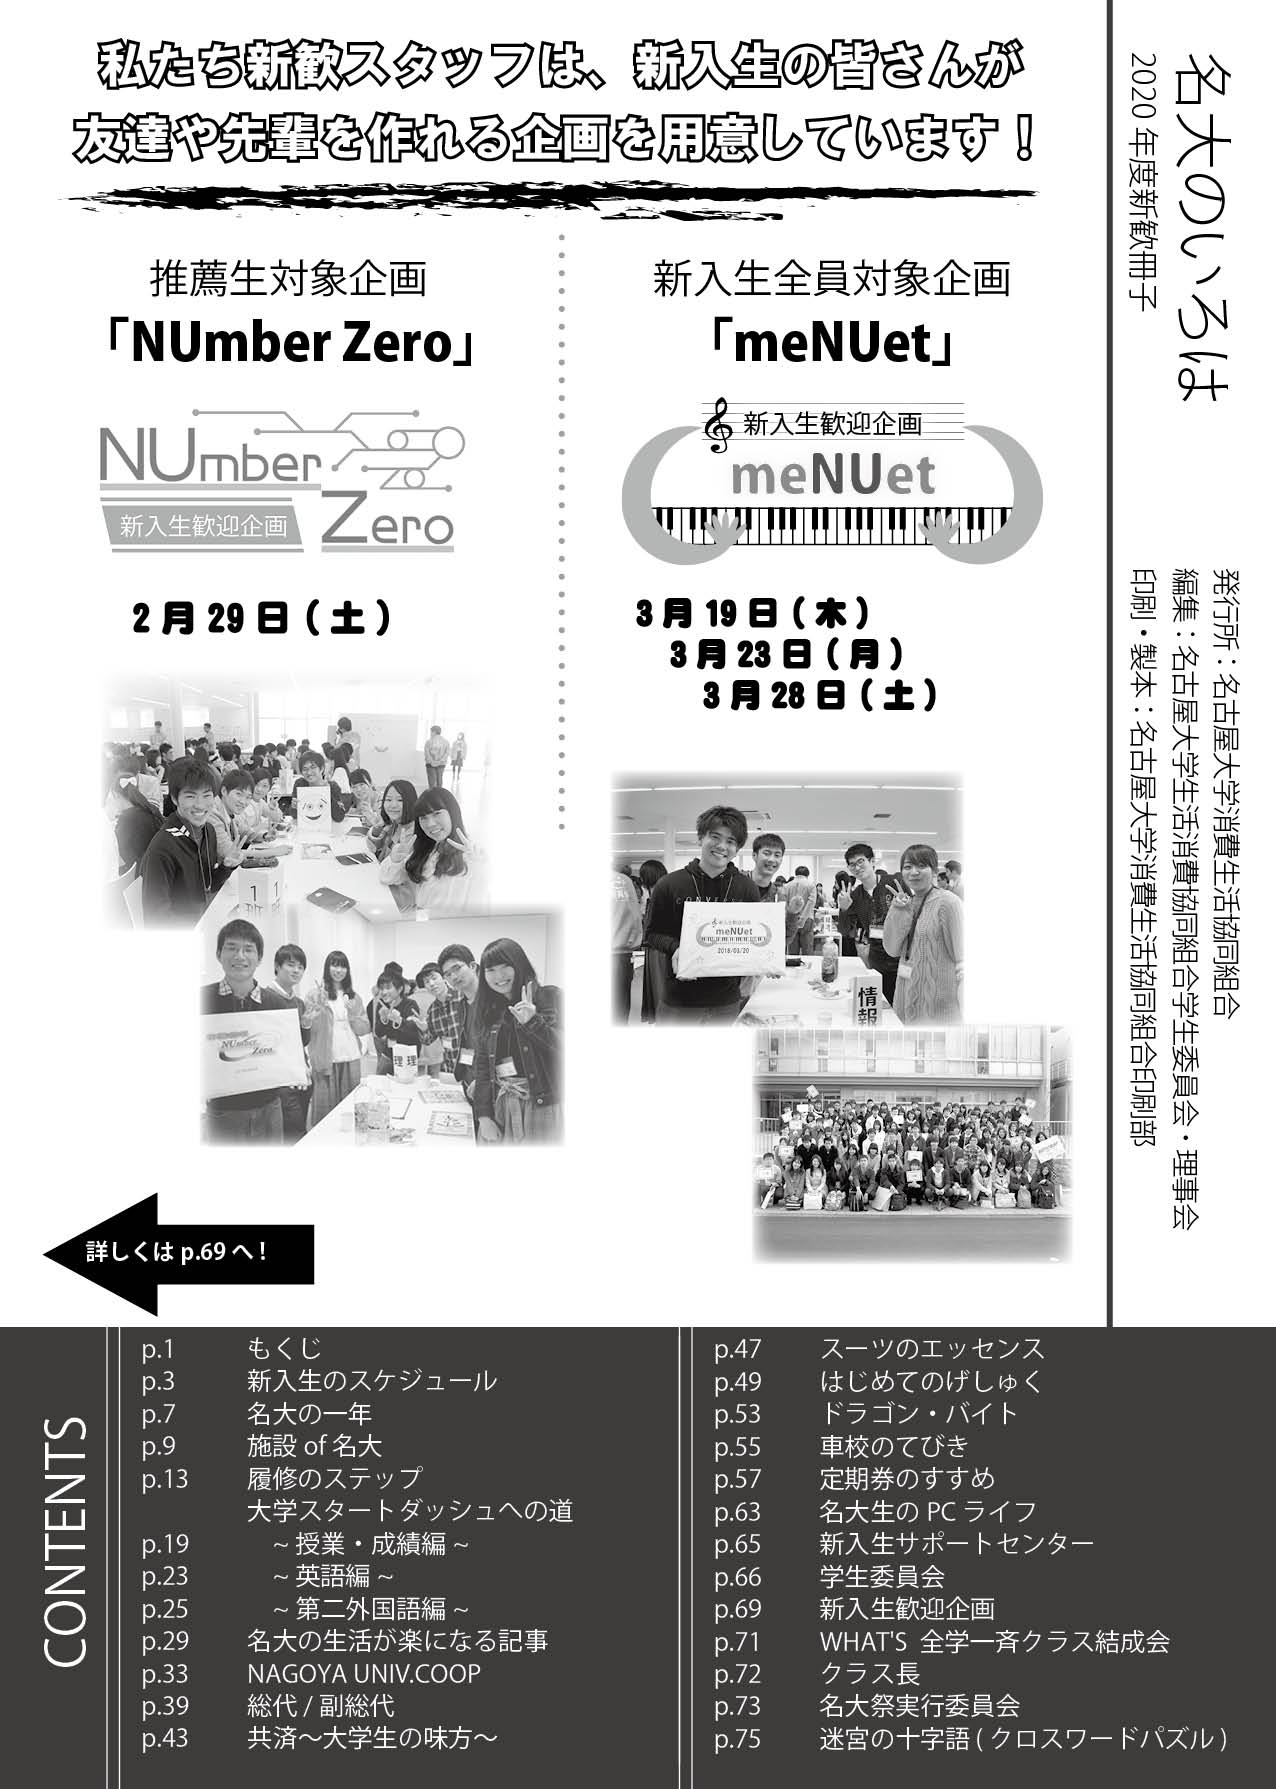 私たち新歓スタッフは、新入生の皆さんが
友達や先輩を作れる企画を用意しています！
推薦生対象企画
「NUmber Zero」
NUmber
Zero
新入生歓迎企画
2月29日(土)
新入生全員対象企画
「meNUet」
新入生歓迎企画
meNUet
3月19日(木)
3月23日(月)
3月28日(土)
新入生歓迎企画
meNUet
2018/03/20
情報
NUmber
Zero
理 理
詳しくは p.69 へ！
名大のいろは
2020 年度新歓冊子
発行所：名古屋大学消費生活協同組合
編集：名古屋大学生活消費協同組合学生委員会・理事会
印刷・製本：名古屋大学消費生活協同組合印刷部
CONTENTS
p.1 もくじ
p.3 新入生のスケジュール
p.7 名大の一年
p.9 施設 of 名大
p.13 履修のステップ
大学スタートダッシュへの道
p.19 ~ 授業・成績編 ~
p.23 ~ 英語編 ~
p.25 ~ 第二外国語編 ~
p.29 名大の生活が楽になる記事
p.33 NAGOYA UNIV.COOP
p.39 総代 / 副総代
p.43 共済〜大学生の味方〜
p.47 スーツのエッセンス
p.49 はじめてのげしゅく
p.53 ドラゴン・バイト
p.55 車校のてびき
p.57 定期券のすすめ
p.63 名大生の PC ライフ
p.65 新入生サポートセンター
p.66 学生委員会
p.69 新入生歓迎企画
p.71 WHAT'S 全学一斉クラス結成会
p.72 クラス長
p.73 名大祭実行委員会
p.75 迷宮の十字語 ( クロスワードパズル )